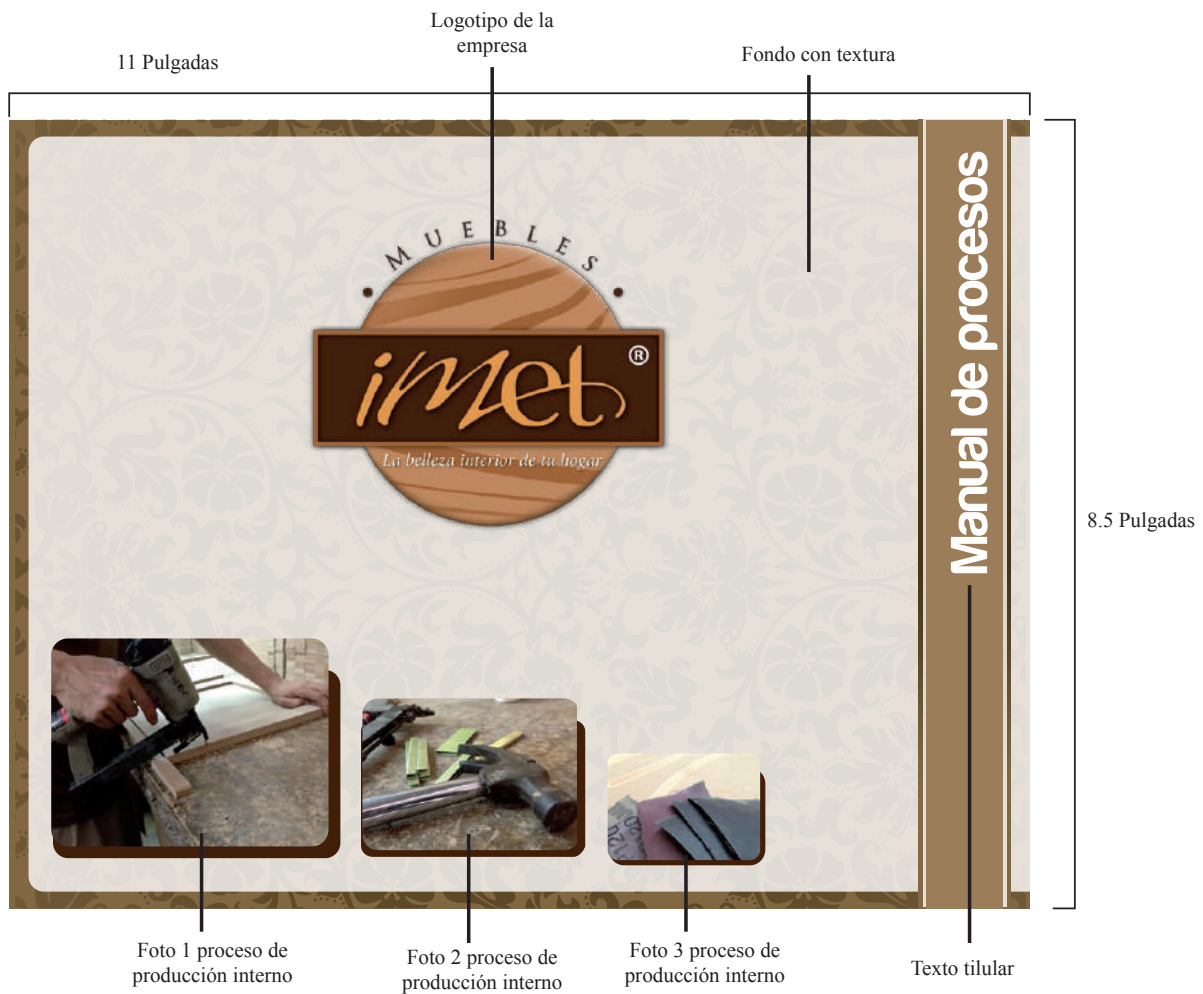 Logotipo de la
empresa
11 Pulgadas
Fondo con textura
• MUEBLES •
imet®
La belleza interior de tu hogar
Manual de procesos
8.5 Pulgadas
120
120
Foto 1 proceso de
producción interno
Foto 2 proceso de
producción interno
Foto 3 proceso de
producción interno
Texto tilular